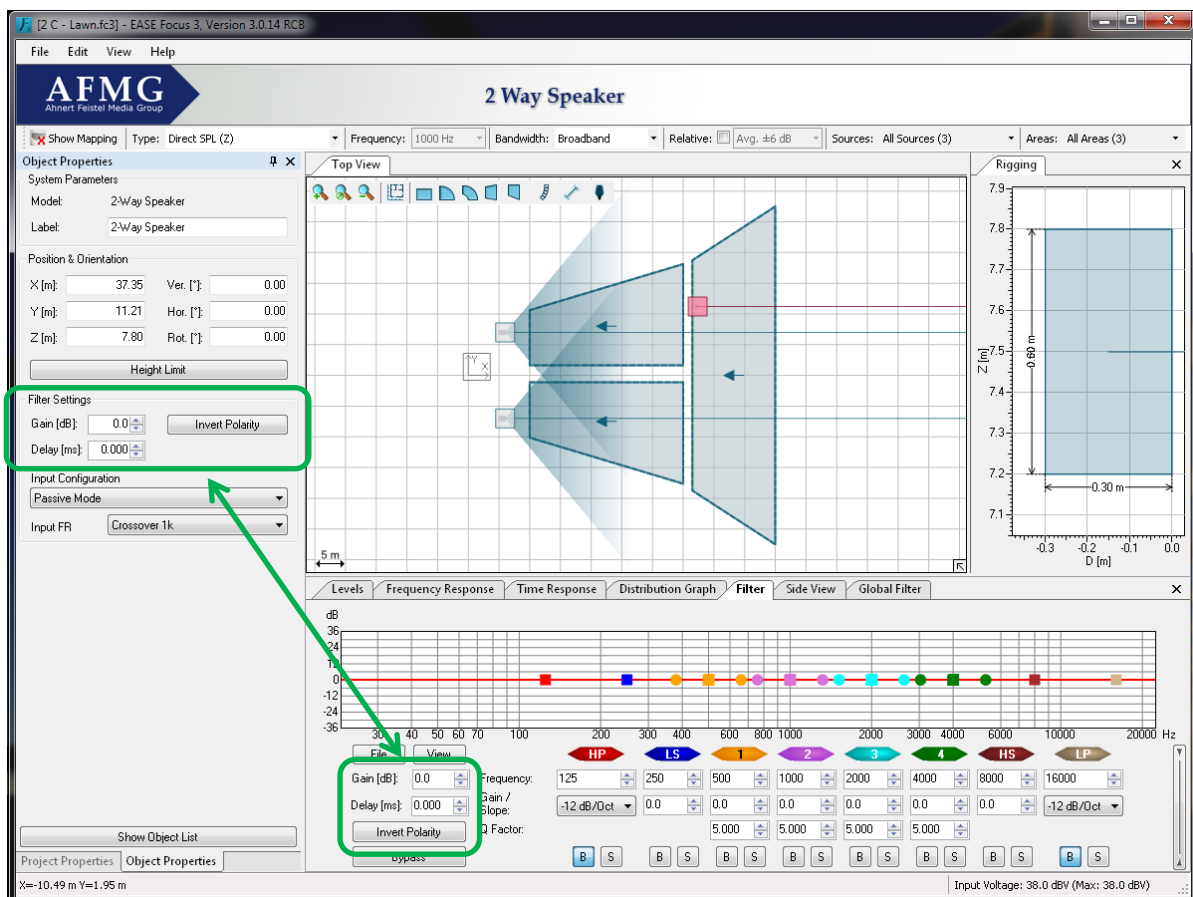 [2 C - Lawn.fc3] - EASE Focus 3, Version 3.0.14 RCB
File Edit View Help
AFMG
Ahnert Feistel Media Group
2 Way Speaker
Show Mapping Type: Direct SPL (Z) Frequency: 1000 Hz Bandwidth: Broadband Relative: Avg. ±6 dB Sources: All Sources (3) Areas: All Areas (3)
Object Properties
System Parameters
Model: 2-Way Speaker
Label: 2-Way Speaker
Position & Orientation
X [m]: 37.35 Ver. [°]: 0.00
Y [m]: 11.21 Hor. [°]: 0.00
Z [m]: 7.80 Rot. [°]: 0.00
Height Limit
Filter Settings
Gain [dB]: 0.0 Invert Polarity
Delay [ms]: 0.000
Input Configuration
Passive Mode
Input FR Crossover 1k
Show Object List
Project Properties Object Properties
Top View
Y
X
5 m
Rigging
7.9
7.8
7.7
7.6
7.5
7.4
7.3
7.2
7.1
Z [m]
0.60 m
0.30 m
-0.3 -0.2 -0.1 0.0
D [m]
Levels Frequency Response Time Response Distribution Graph Filter Side View Global Filter
dB
36
24
12
0
-12
-24
-36
30 40 50 60 70 100 200 300 400 600 800 1000 2000 3000 4000 6000 10000 20000 Hz
File View HP LS 1 2 3 4 HS LP
Gain [dB]: 0.0 Frequency: 125 250 500 1000 2000 4000 8000 16000
Delay [ms]: 0.000 Gain / Slope: -12 dB/Oct 0.0 0.0 0.0 0.0 0.0 0.0 -12 dB/Oct
Invert Polarity Q Factor: 5.000 5.000 5.000 5.000
Bypass B S B S B S B S B S B S B S B S
X=-10.49 m Y=1.95 m Input Voltage: 38.0 dBV (Max: 38.0 dBV)